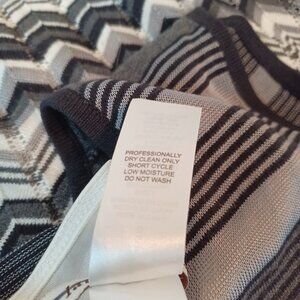 PROFESSIONALLY
DRY CLEAN ONLY
SHORT CYCLE
LOW MOISTURE
DO NOT WASH